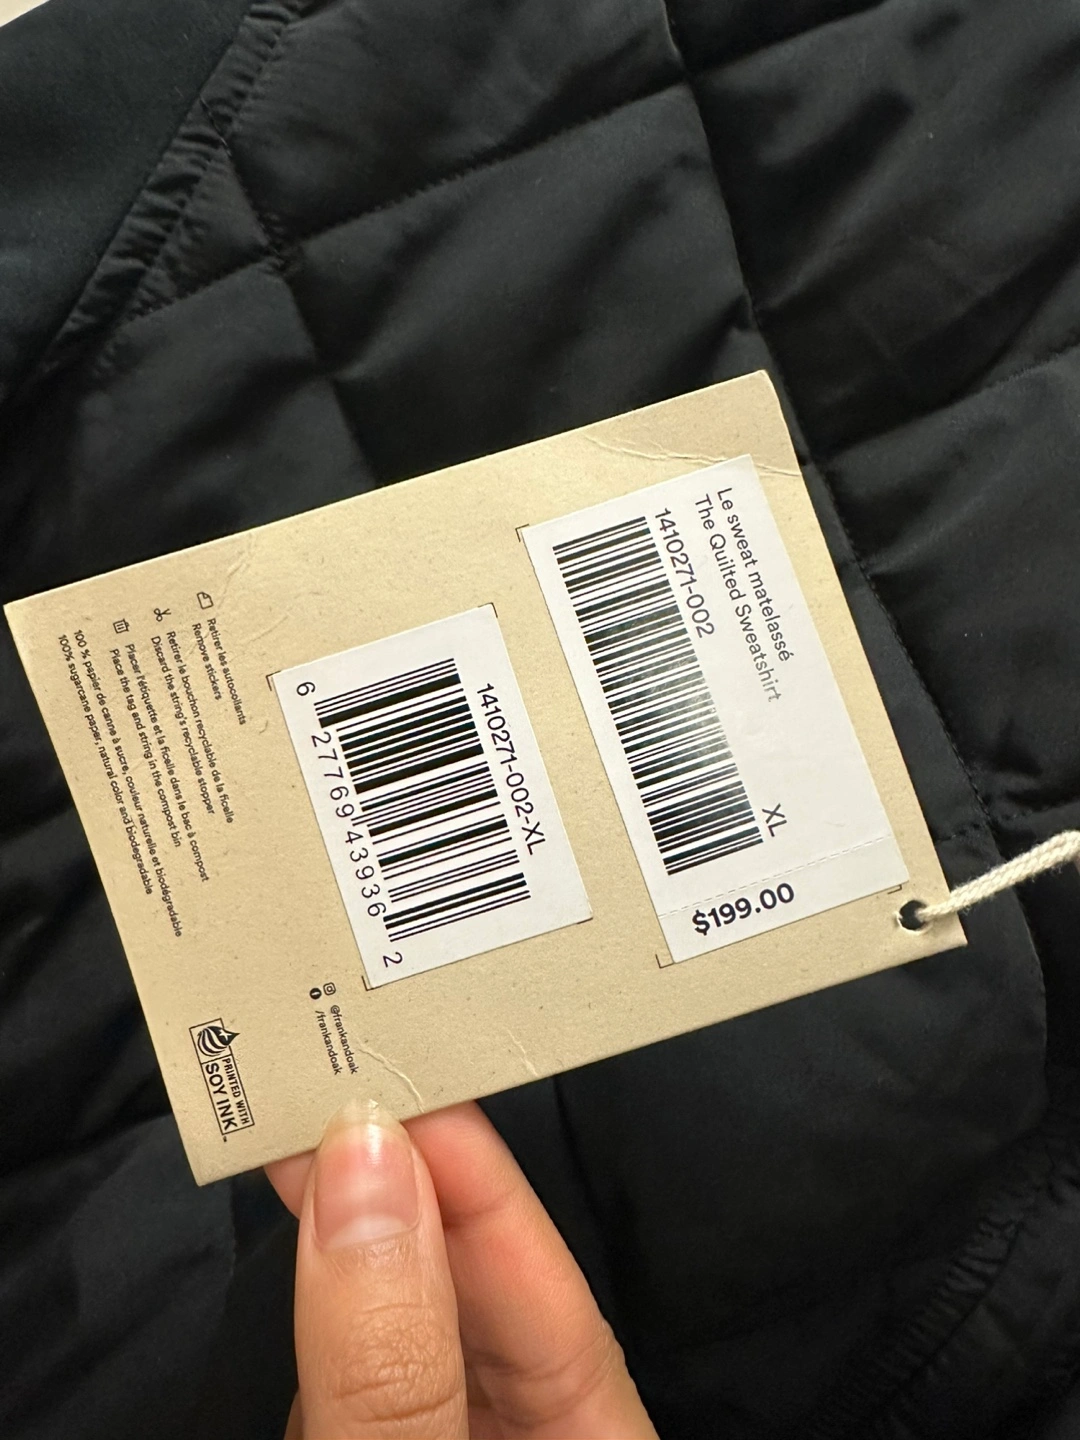 Le sweat matelassé
The Quilted Sweatshirt
1410271-002
XL
$199.00
1410271-002-XL
6 27769 43936 2
Retirer les autocollants
Remove stickers
Retirer le bouchon recyclable de la ficelle
Discard the string's recyclable stopper
Placer l'étiquette et la ficelle dans le bac à compost
Place the tag and string in the compost bin
100 % papier de canne à sucre, couleur naturelle et biodégradable
100% sugarcane paper, natural color and biodegradable
@frankandoak
/frankandoak
PRINTED WITH
SOY INK™